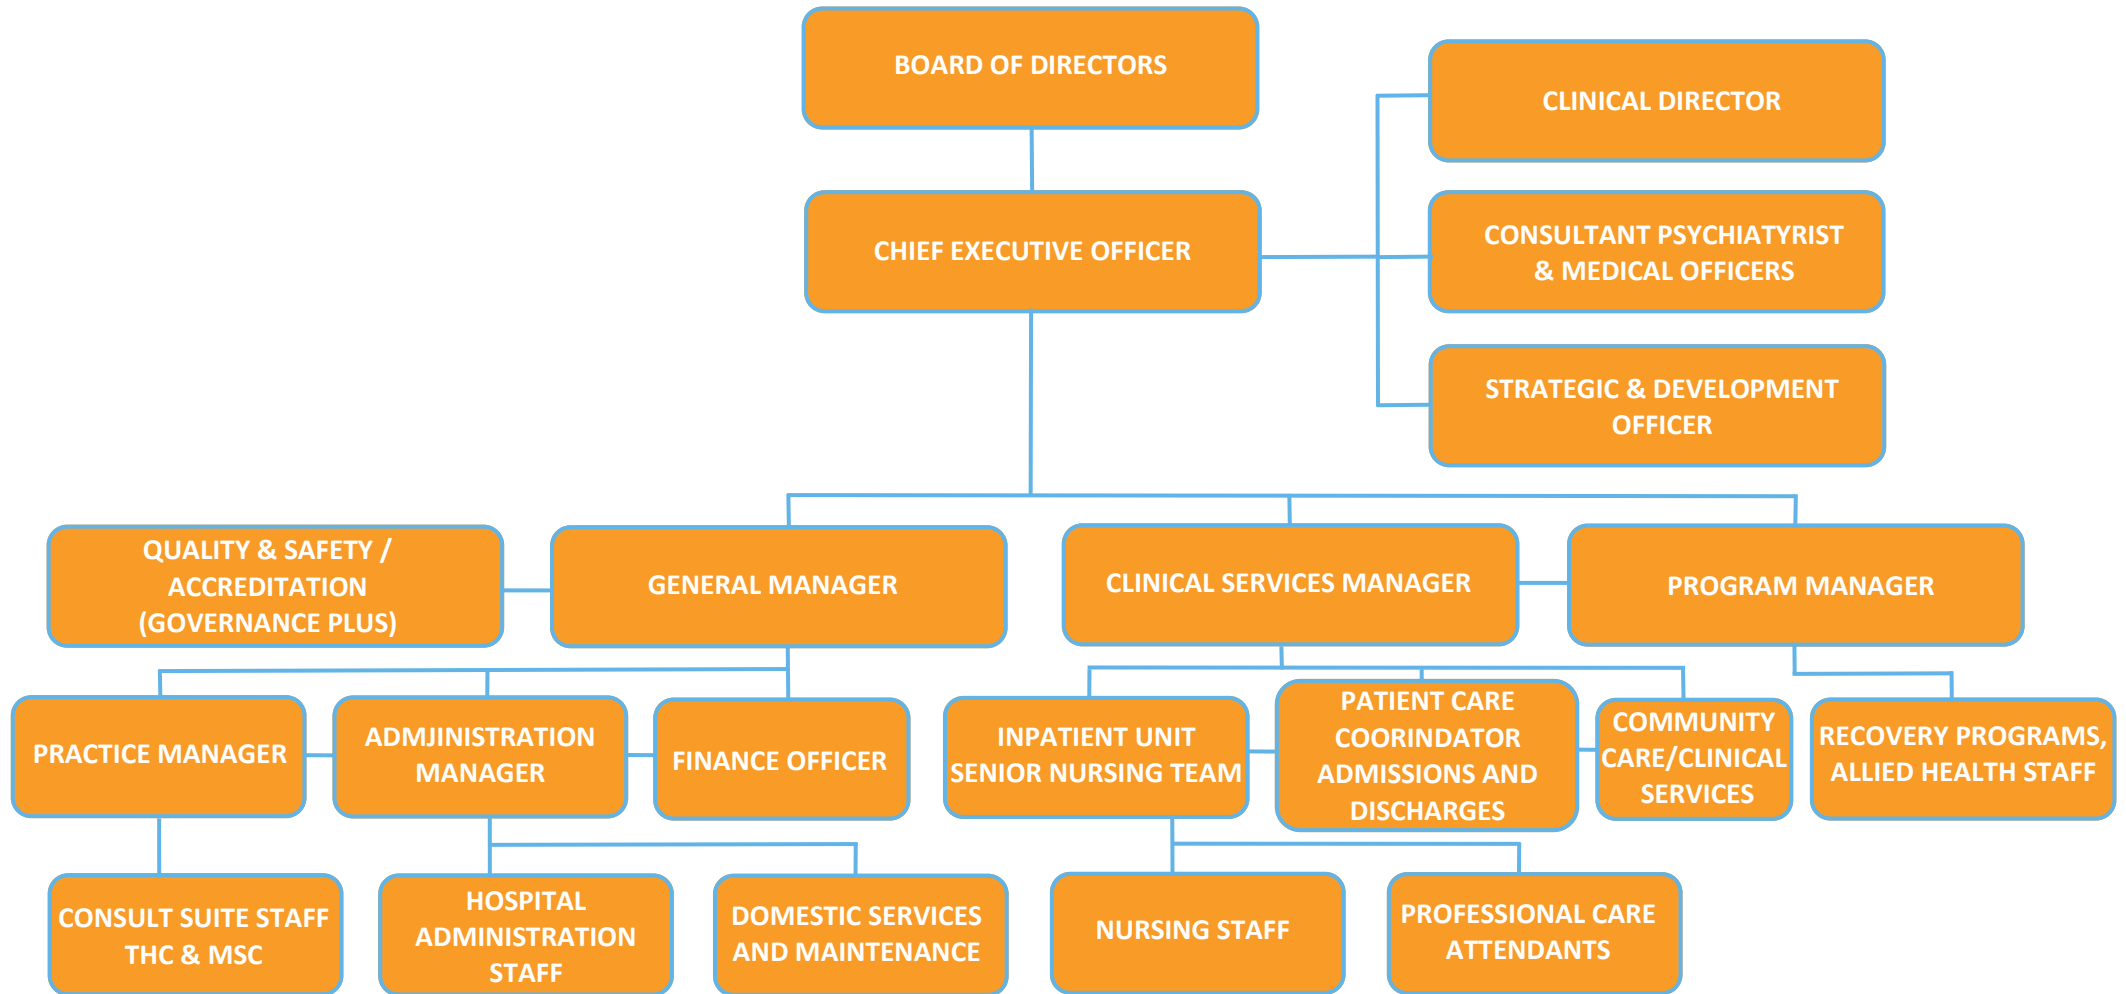 BOARD OF DIRECTORS
CLINICAL DIRECTOR
CHIEF EXECUTIVE OFFICER
CONSULTANT PSYCHIATYRIST
& MEDICAL OFFICERS
STRATEGIC & DEVELOPMENT
OFFICER
QUALITY & SAFETY /
ACCREDITATION
(GOVERNANCE PLUS)
GENERAL MANAGER
CLINICAL SERVICES MANAGER
PROGRAM MANAGER
PRACTICE MANAGER
ADMJINISTRATION
MANAGER
FINANCE OFFICER
INPATIENT UNIT
SENIOR NURSING TEAM
PATIENT CARE
COORINDATOR
ADMISSIONS AND
DISCHARGES
COMMUNITY
CARE/CLINICAL
SERVICES
RECOVERY PROGRAMS,
ALLIED HEALTH STAFF
CONSULT SUITE STAFF
THC & MSC
HOSPITAL
ADMINISTRATION
STAFF
DOMESTIC SERVICES
AND MAINTENANCE
NURSING STAFF
PROFESSIONAL CARE
ATTENDANTS